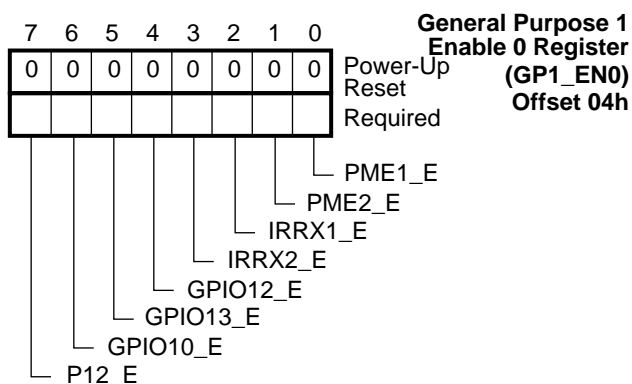 General Purpose 1
Enable 0 Register
(GP1_EN0)
Offset 04h
7 6 5 4 3 2 1 0
0 0 0 0 0 0 0 0
Power-Up
Reset
Required
PME1_E
PME2_E
IRRX1_E
IRRX2_E
GPIO12_E
GPIO13_E
GPIO10_E
P12_E